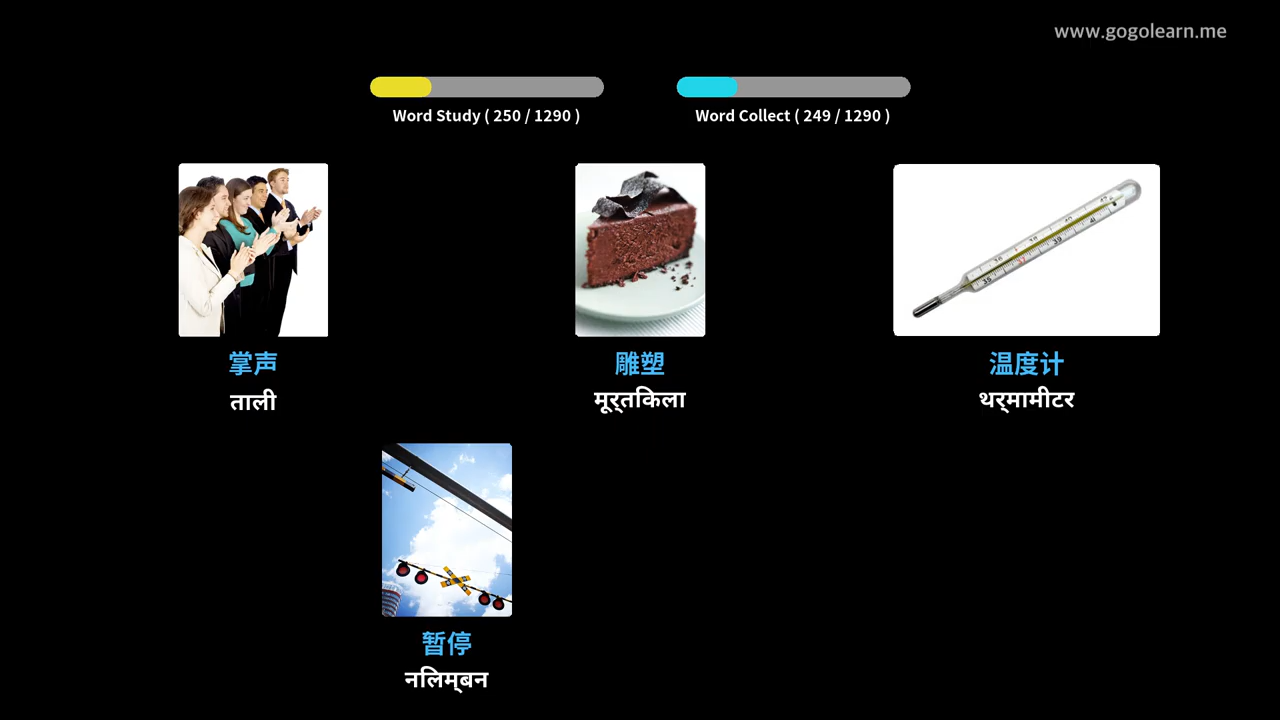 www.gogolearn.me
Word Study ( 250 / 1290 )
Word Collect ( 249 / 1290 )
掌声
ताली
雕塑
मूर्‌तकिला
温度计
थर्‌मामीटर
暂停
नलिम्‌बन